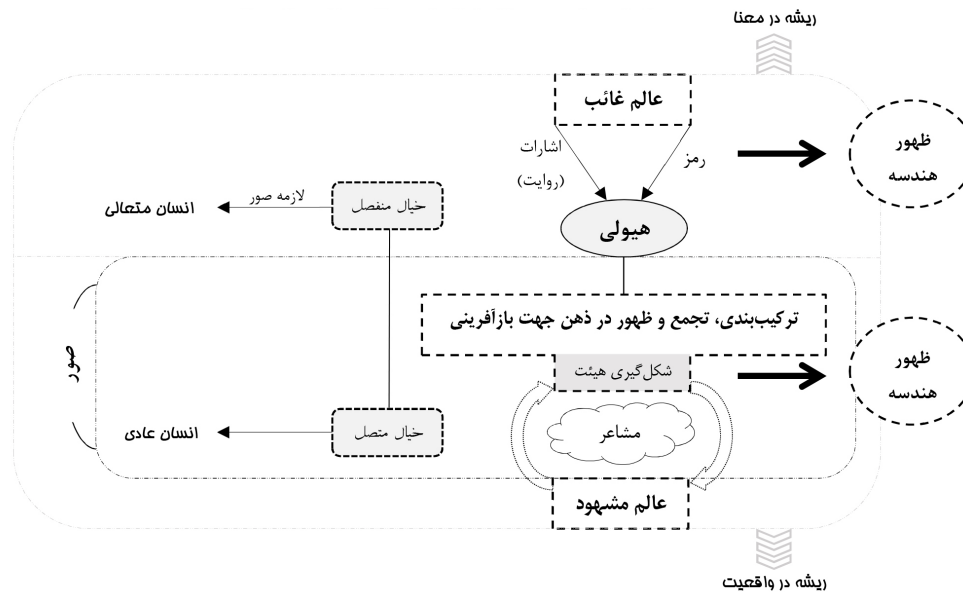 ریشه در معنا
عالم غائب
ظهور
هندسه
رمز
اشارات
(روایت)
هیولی
خیال منفصل
لازمه صور
انسان متعالی
ترکیب‌بندی، تجمع و ظهور در ذهن جهت بازآفرینی
شکل‌گیری هیئت
ظهور
هندسه
صور
مشاعر
خیال متصل
انسان عادی
عالم مشهود
ریشه در واقعیت